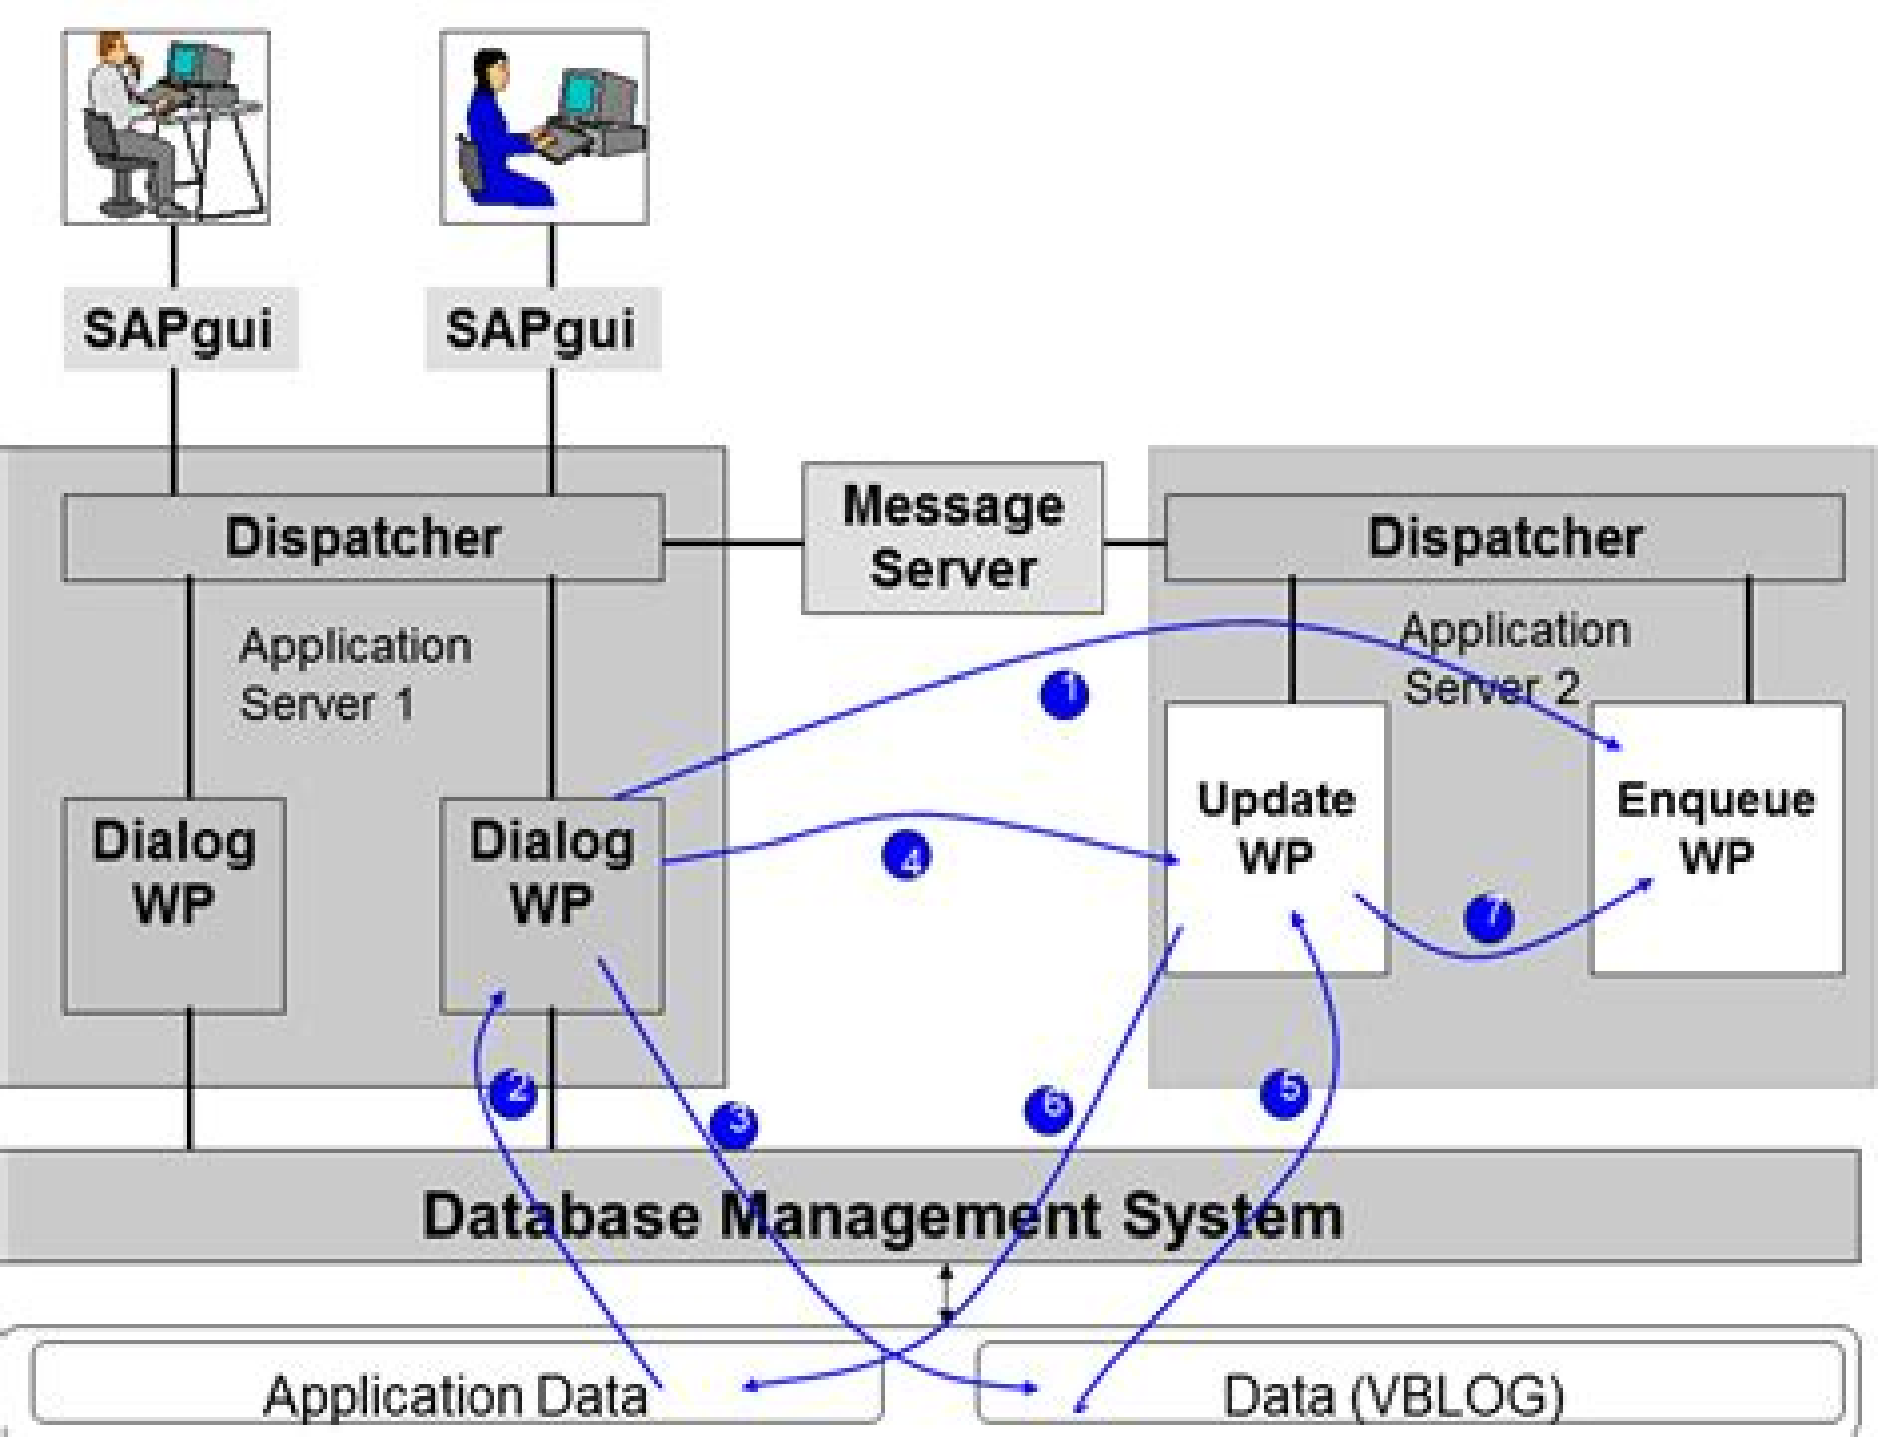 SAPgui
SAPgui
Dispatcher
Message
Server
Dispatcher
Application
Server 1
Application
Server 2
1
Dialog
WP
Dialog
WP
4
Update
WP
Enqueue
WP
7
2
3
6
5
Database Management System
Application Data
Data (VBLOG)